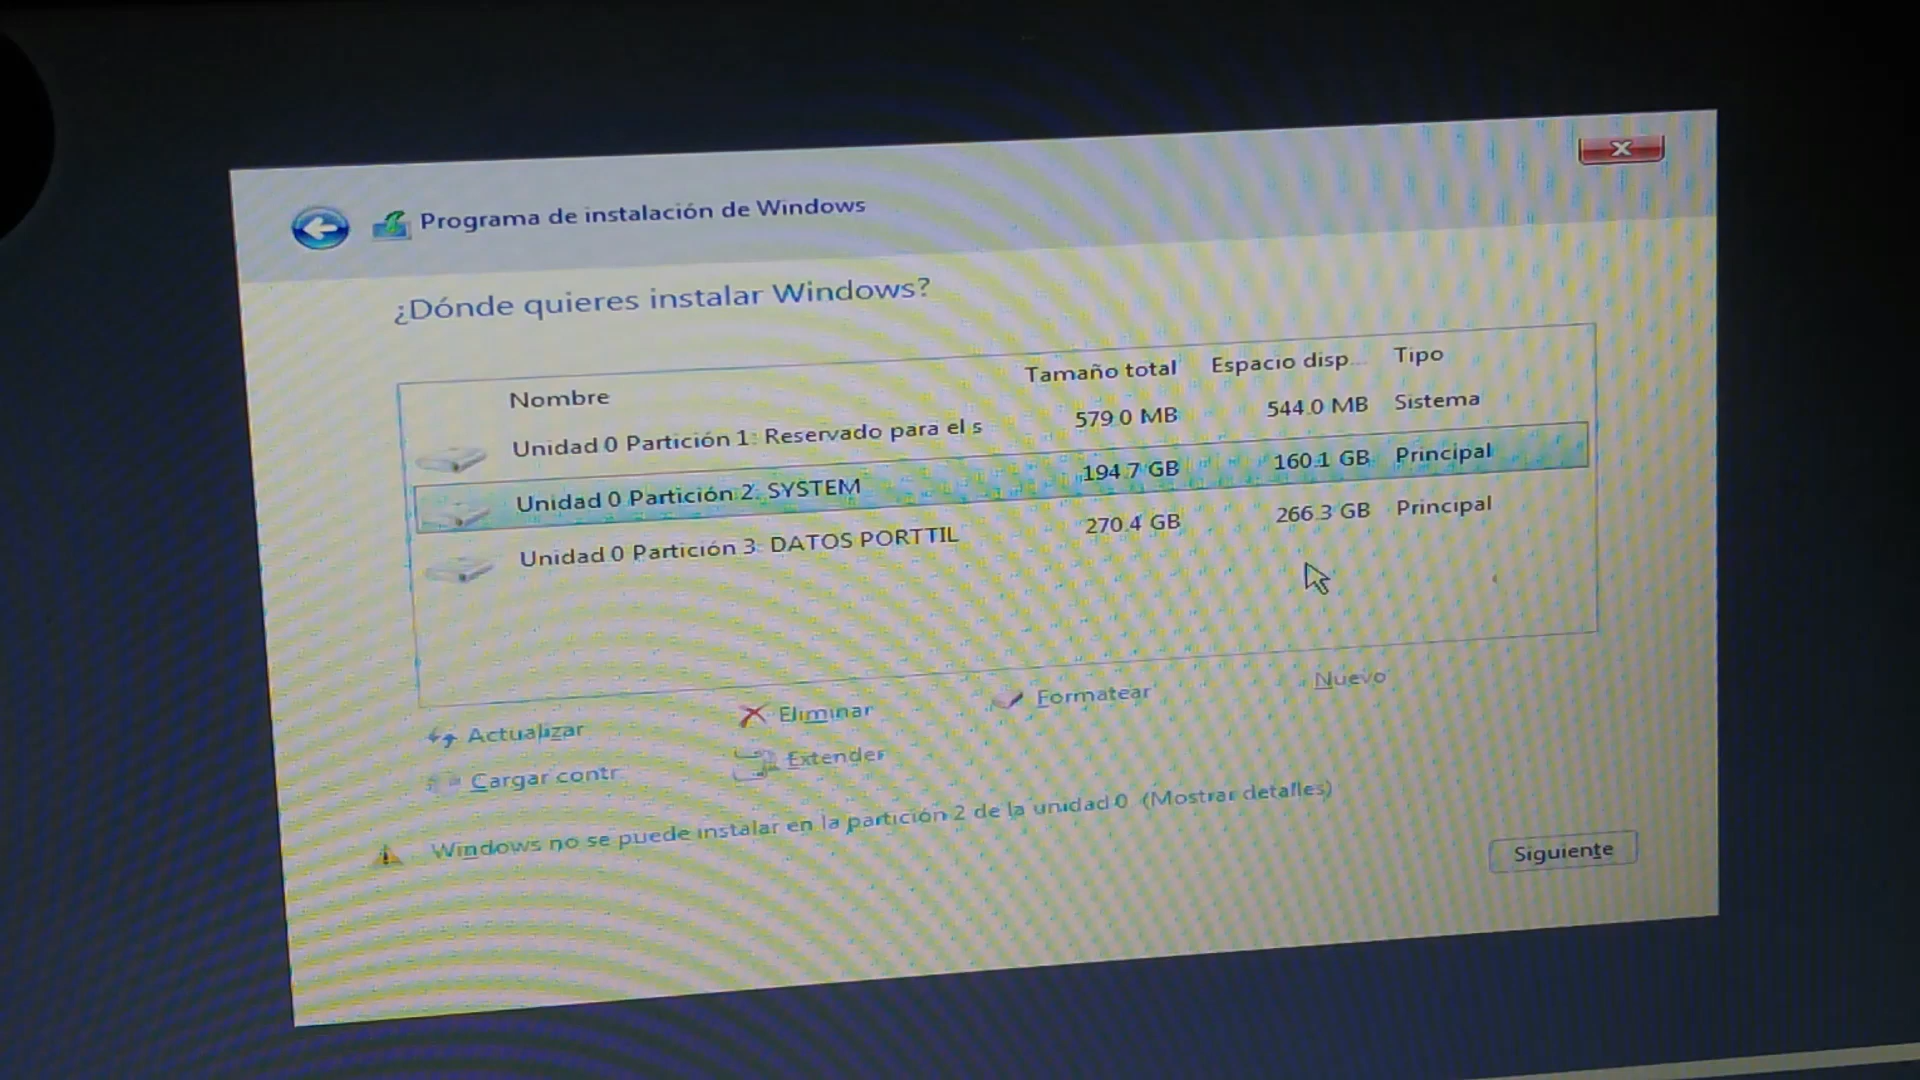 Programa de instalación de Windows
¿Dónde quieres instalar Windows?
Nombre Tamaño total Espacio disp... Tipo
Unidad 0 Partición 1: Reservado para el s 579.0 MB 544.0 MB Sistema
Unidad 0 Partición 2: SYSTEM 194.7 GB 160.1 GB Principal
Unidad 0 Partición 3: DATOS PORTTIL 270.4 GB 266.3 GB Principal
Actualizar Eliminar Formatear Nuevo
Cargar contr. Extender
Windows no se puede instalar en la partición 2 de la unidad 0 (Mostrar detalles)
Siguiente